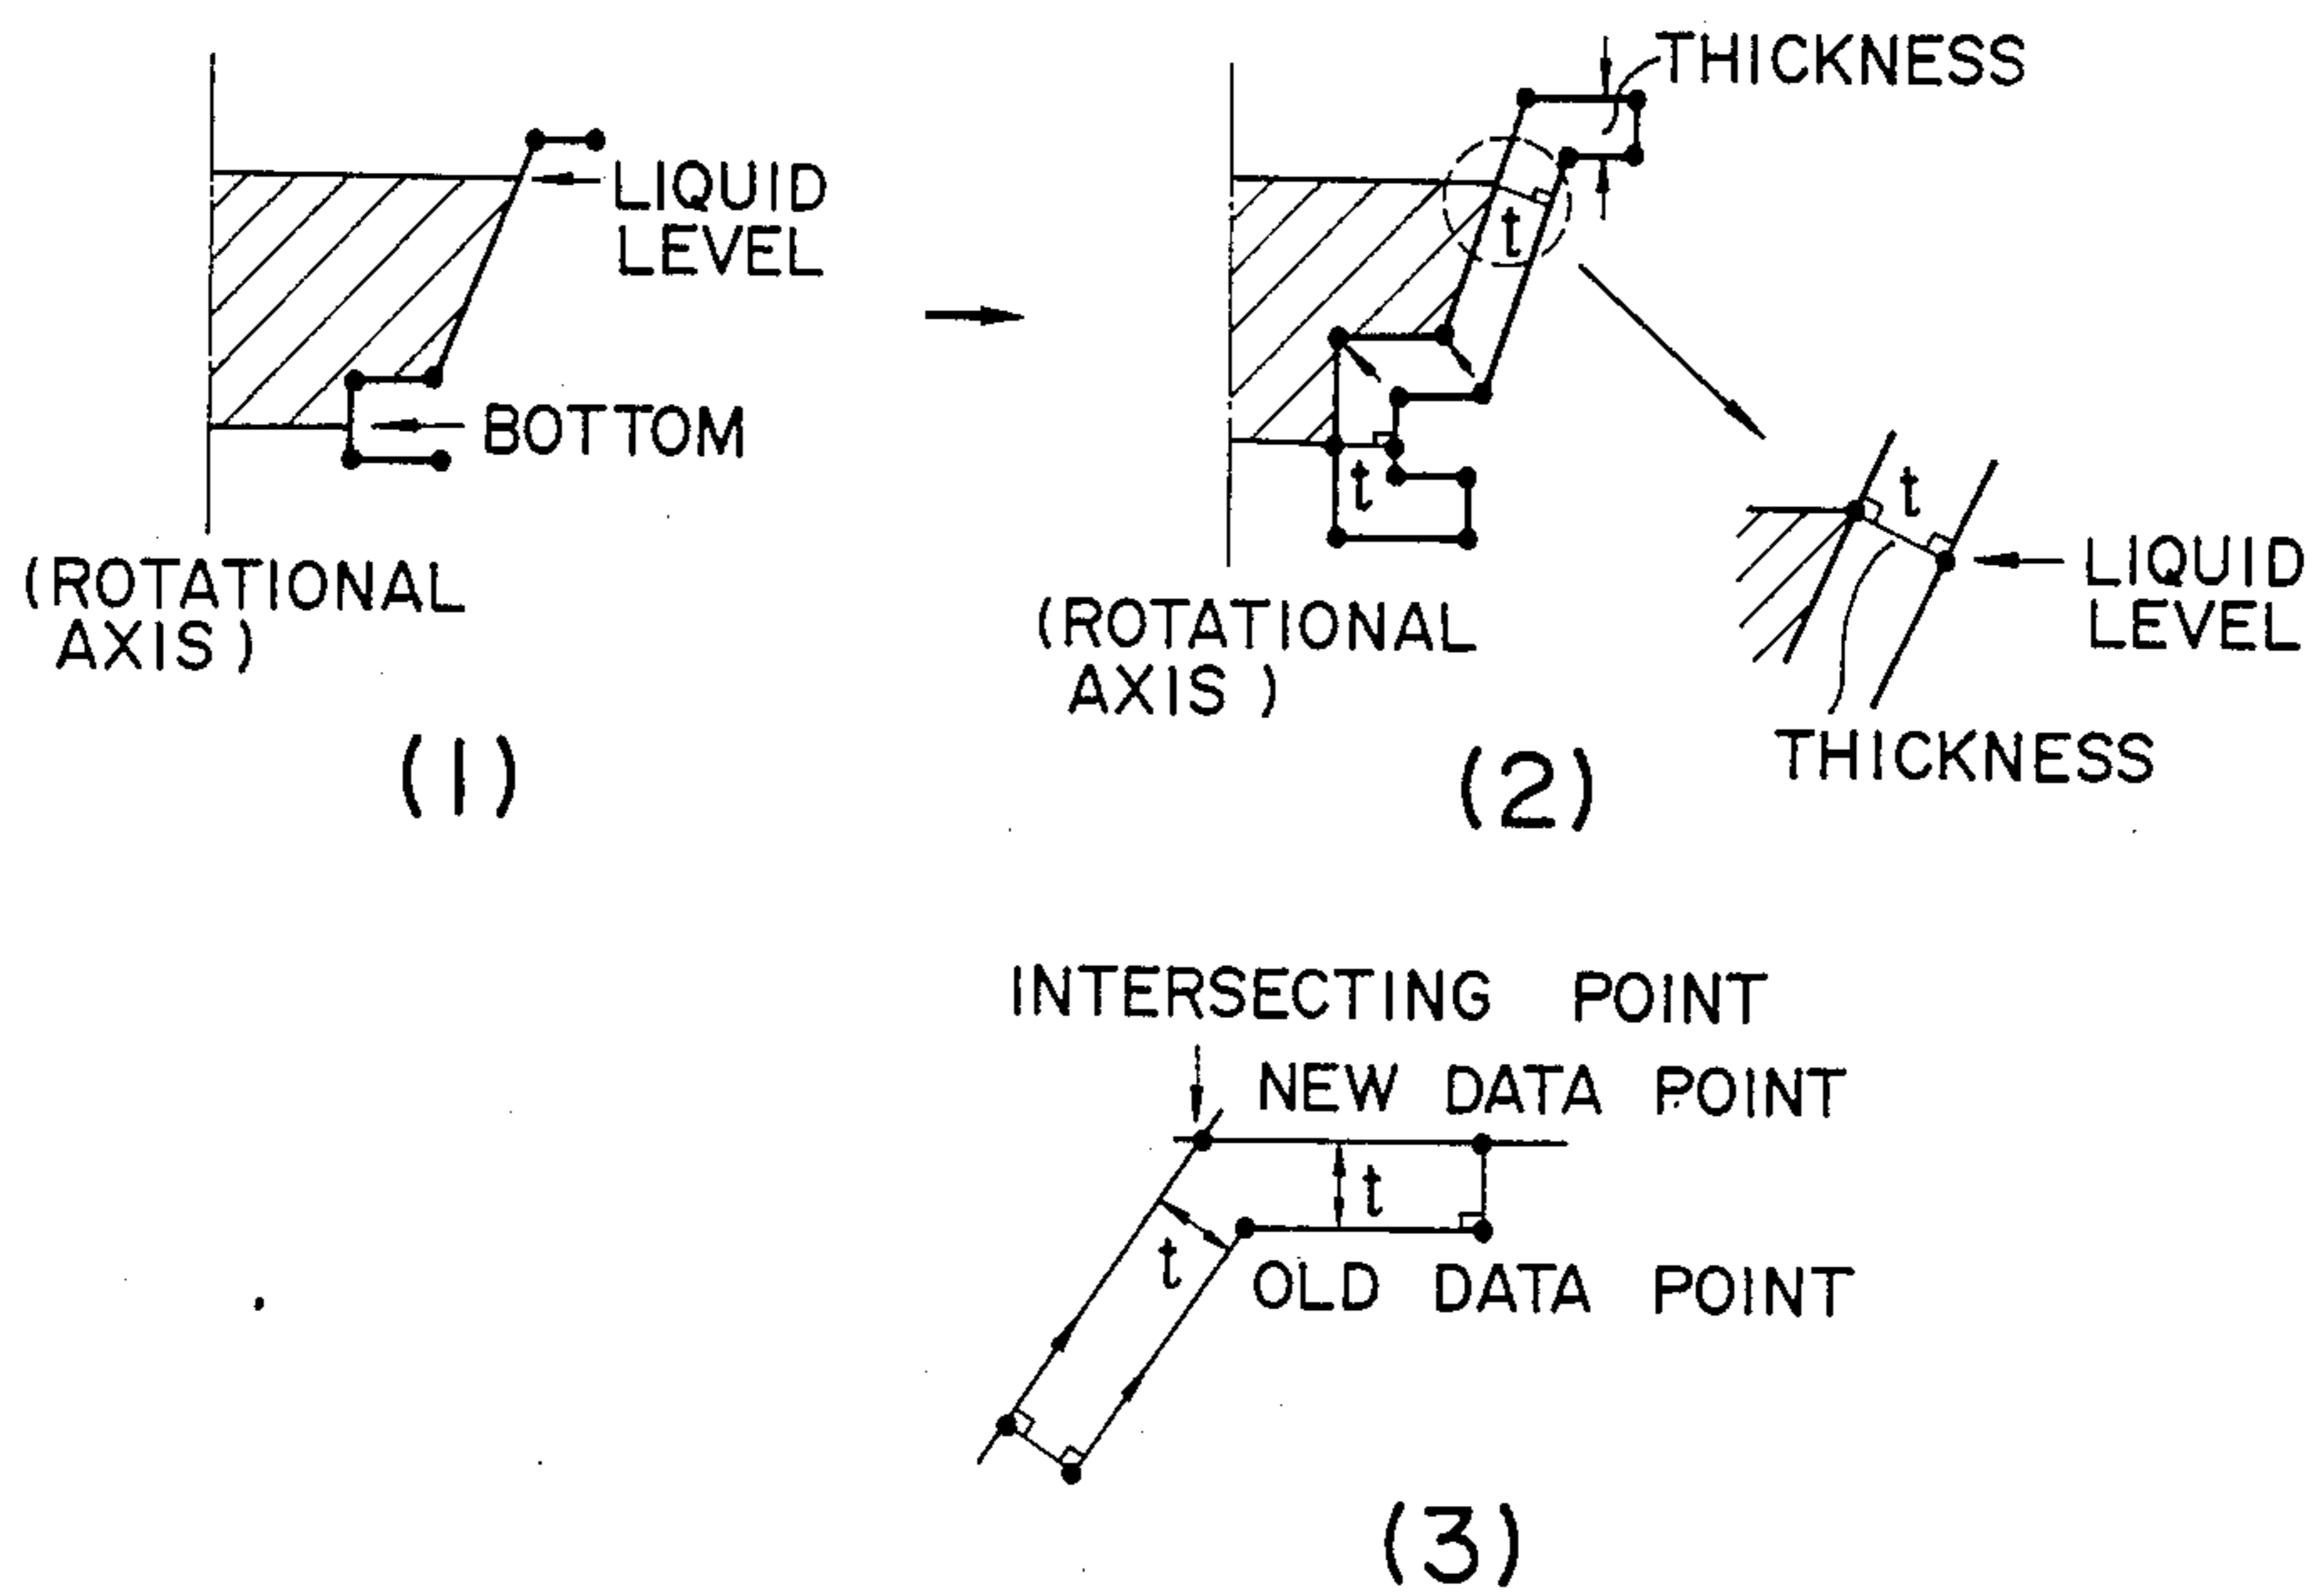 LIQUID
LEVEL
BOTTOM
(ROTATIONAL
AXIS)
(1)
THICKNESS
t
t
(ROTATIONAL
AXIS)
t
LIQUID
LEVEL
THICKNESS
(2)
INTERSECTING POINT
NEW DATA POINT
t
t
OLD DATA POINT
(3)